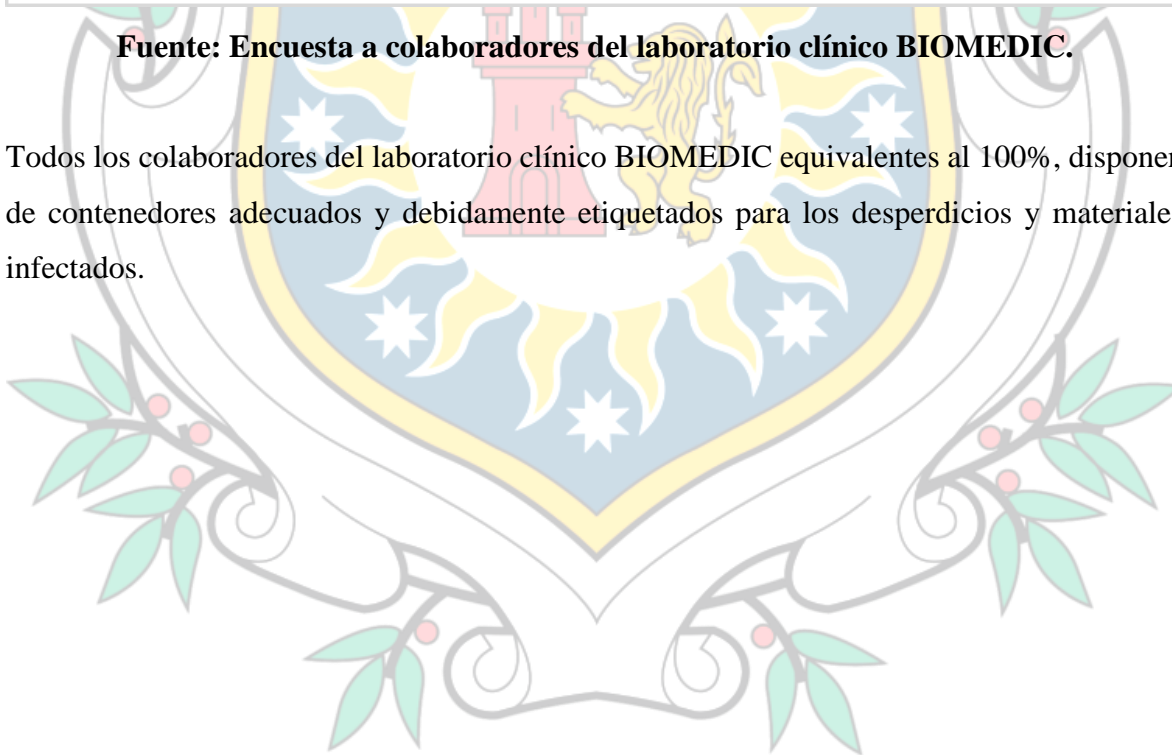 Fuente: Encuesta a colaboradores del laboratorio clínico BIOMEDIC.
Todos los colaboradores del laboratorio clínico BIOMEDIC equivalentes al 100%, disponen
de contenedores adecuados y debidamente etiquetados para los desperdicios y materiale
infectados.